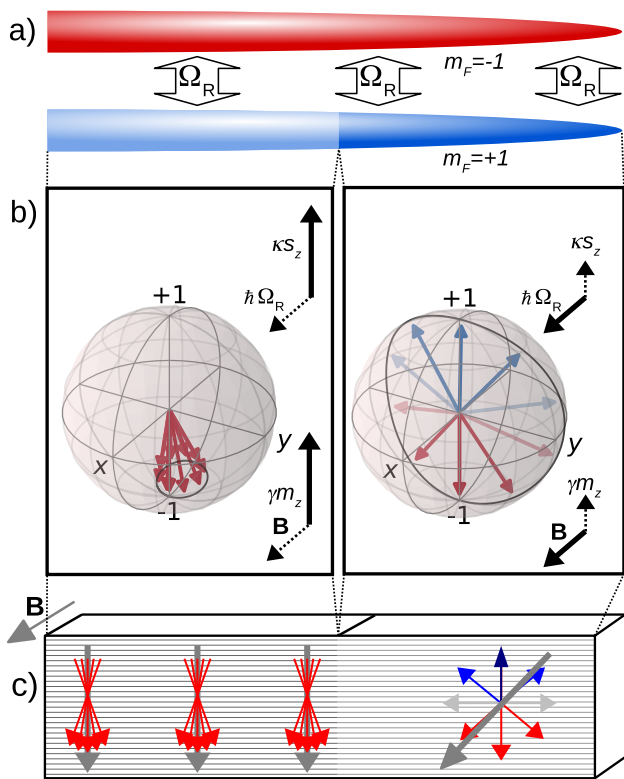 a)
m_F=-1
Ω_R Ω_R Ω_R
m_F=+1
b)
κs_z
ħΩ_R
+1
x
y
-1
γm_z
B
κs_z
ħΩ_R
+1
x
y
-1
γm_z
B
B
c)